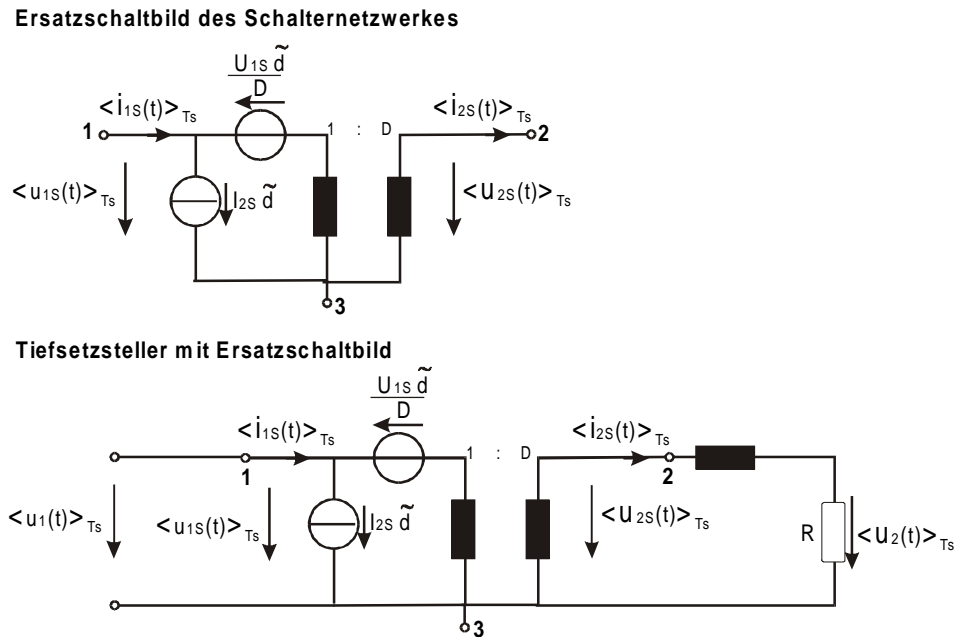 Ersatzschaltbild des Schalternetzwerkes
U1S d̃
D
<i1S(t)>Ts
<i2S(t)>Ts
1 : D
1
2
<u1S(t)>Ts
I2S d̃
<u2S(t)>Ts
3
Tiefsetzsteller mit Ersatzschaltbild
U1S d̃
D
<i1S(t)>Ts
<i2S(t)>Ts
1 : D
1
2
<u1(t)>Ts
<u1S(t)>Ts
I2S d̃
<u2S(t)>Ts
R
<u2(t)>Ts
3